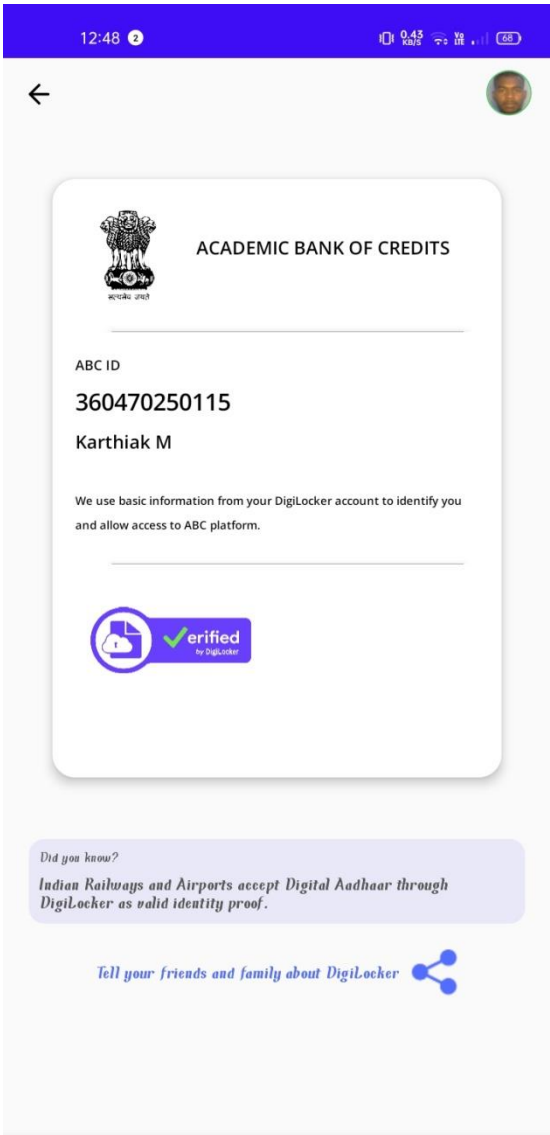 12:48 2 0.43 KB/S Vo LTE 68
ACADEMIC BANK OF CREDITS
सत्यमेव जयते
ABC ID
360470250115
Karthiak M
We use basic information from your DigiLocker account to identify you
and allow access to ABC platform.
Verified
by DigiLocker
Did you know?
Indian Railways and Airports accept Digital Aadhaar through
DigiLocker as valid identity proof.
Tell your friends and family about DigiLocker